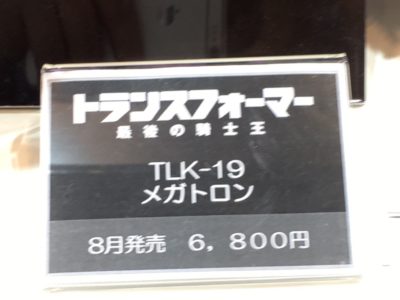 トランスフォーマー
最後の騎士王
TLK-19
メガトロン
8月発売 6,800円